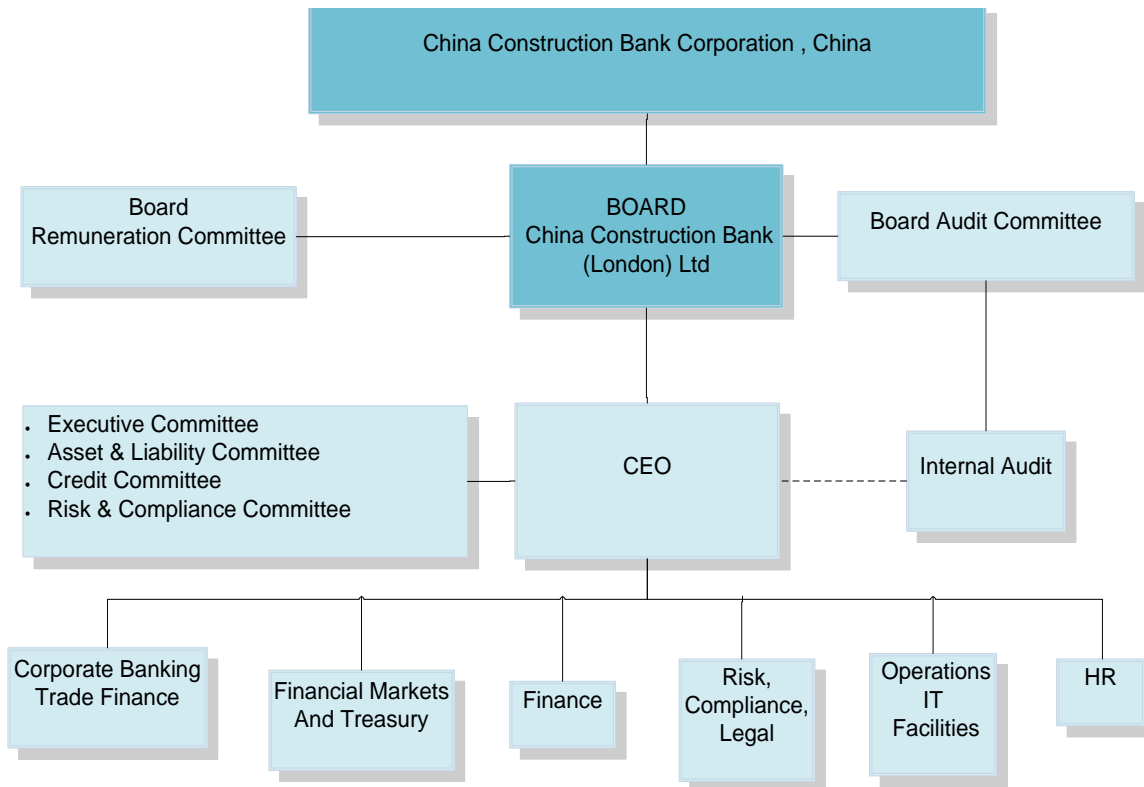 China Construction Bank Corporation , China
Board
Remuneration Committee
BOARD
China Construction Bank
(London) Ltd
Board Audit Committee
• Executive Committee
• Asset & Liability Committee
• Credit Committee
• Risk & Compliance Committee
CEO
Internal Audit
Corporate Banking
Trade Finance
Financial Markets
And Treasury
Finance
Risk,
Compliance,
Legal
Operations
IT
Facilities
HR